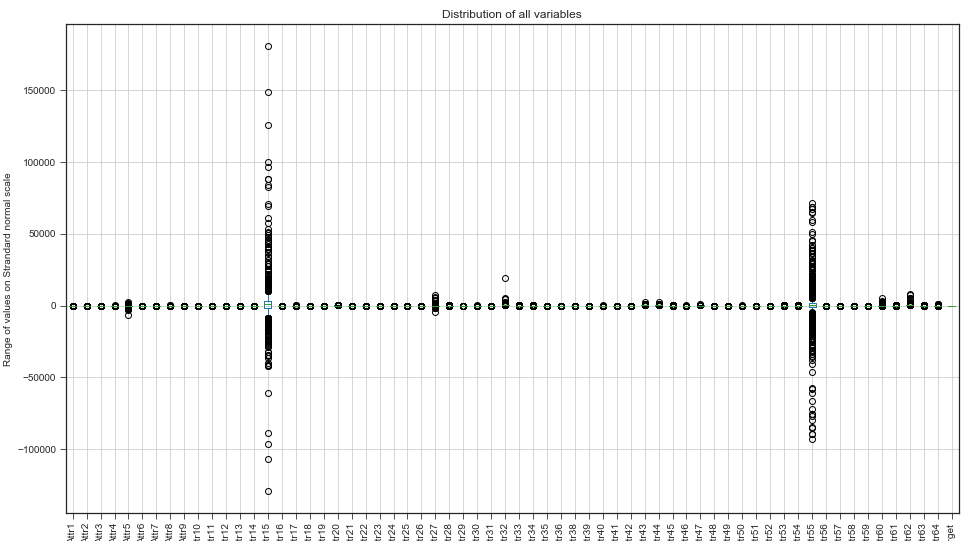 Distribution of all variables
Range of values on Strandard normal scale
150000
100000
50000
0
−50000
−100000
Attr1
Attr2
Attr3
Attr4
Attr5
Attr6
Attr7
Attr8
Attr9
tr10
tr11
tr12
tr13
tr14
tr15
tr16
tr17
tr18
tr19
tr20
tr21
tr22
tr23
tr24
tr25
tr26
tr27
tr28
tr29
tr30
tr31
tr32
tr33
tr34
tr35
tr36
tr38
tr39
tr40
tr41
tr42
tr43
tr44
tr45
tr46
tr47
tr48
tr49
tr50
tr51
tr52
tr53
tr54
tr55
tr56
tr57
tr58
tr59
tr60
tr61
tr62
tr63
tr64
rget